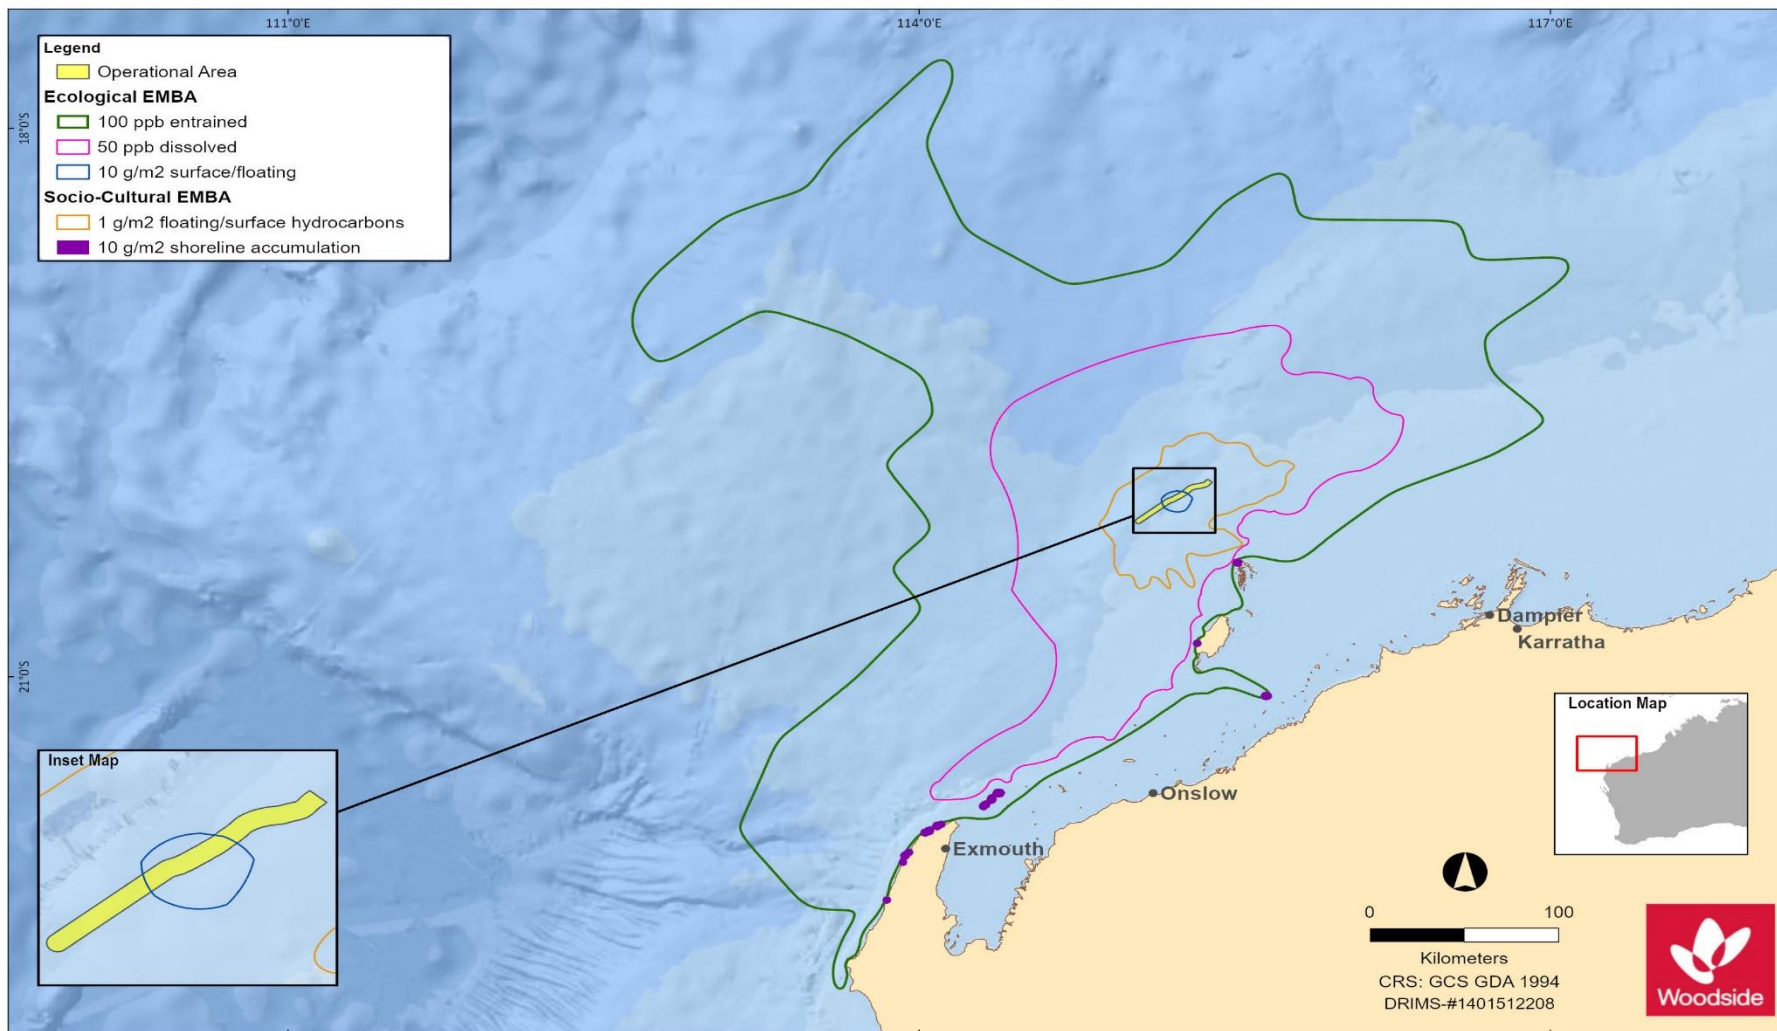 111°0'E
114°0'E
117°0'E
18°0'S
21°0'S
Legend
Operational Area
Ecological EMBA
100 ppb entrained
50 ppb dissolved
10 g/m2 surface/floating
Socio-Cultural EMBA
1 g/m2 floating/surface hydrocarbons
10 g/m2 shoreline accumulation
Dampier
Karratha
Onslow
Exmouth
Inset Map
Location Map
0 100
Kilometers
CRS: GCS GDA 1994
DRIMS-#1401512208
Woodside